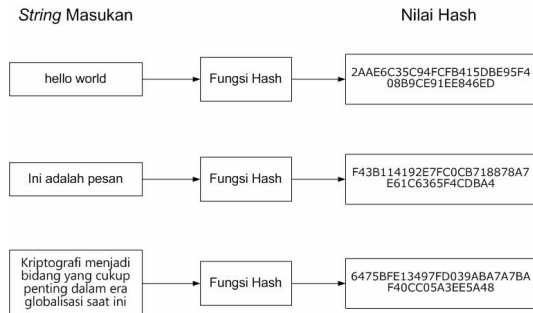 String Masukan
Nilai Hash
hello world
Fungsi Hash
2AAE6C35C94FCFB415DBE95F4
08B9CE91EE846ED
Ini adalah pesan
Fungsi Hash
F43B114192E7FC0CB718878A7
E61C6365F4CDBA4
Kriptografi menjadi
bidang yang cukup
penting dalam era
globalisasi saat ini
Fungsi Hash
6475BFE13497FD039ABA7A7BA
F40CC05A3EE5A48